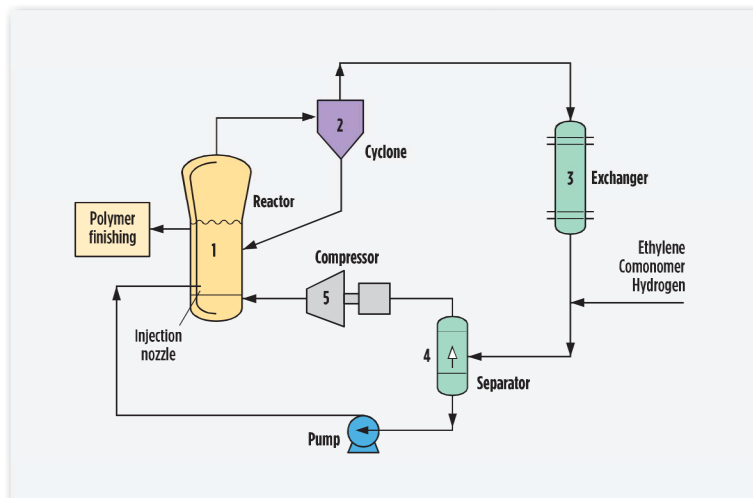 2
Cyclone
3 Exchanger
Reactor
Polymer
finishing
1
Ethylene
Comonomer
Hydrogen
Compressor
5
Injection
nozzle
4
Separator
Pump